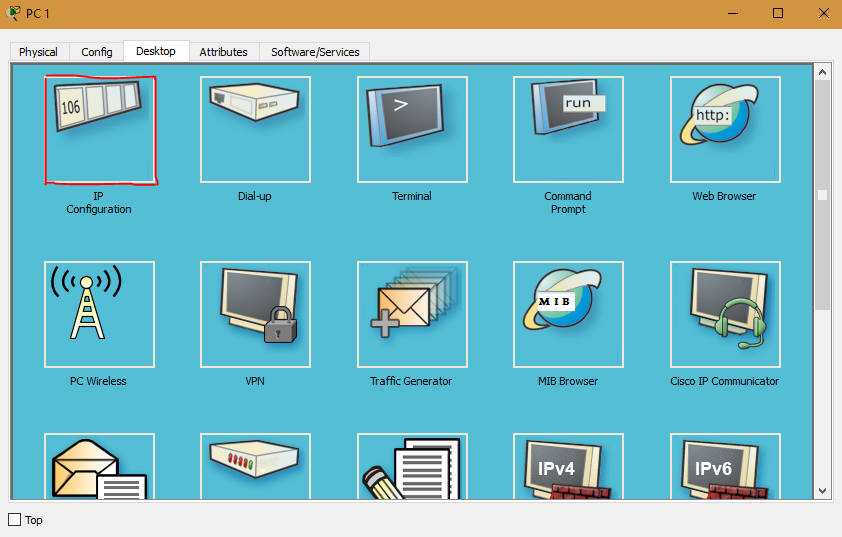 PC 1
Physical Config Desktop Attributes Software/Services
106
>
run
http:
IP
Configuration
Dial-up
Terminal
Command
Prompt
Web Browser
MIB
PC Wireless
VPN
Traffic Generator
MIB Browser
Cisco IP Communicator
IPv4
IPv6
Top